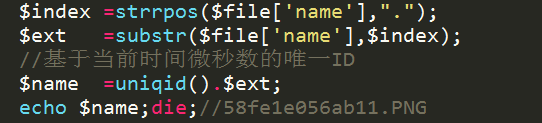 $index =strrpos($file['name'],".");
$ext   =substr($file['name'],$index);
//基于当前时间微秒数的唯一ID
$name  =uniqid().$ext;
echo $name;die;//58fe1e056ab11.PNG